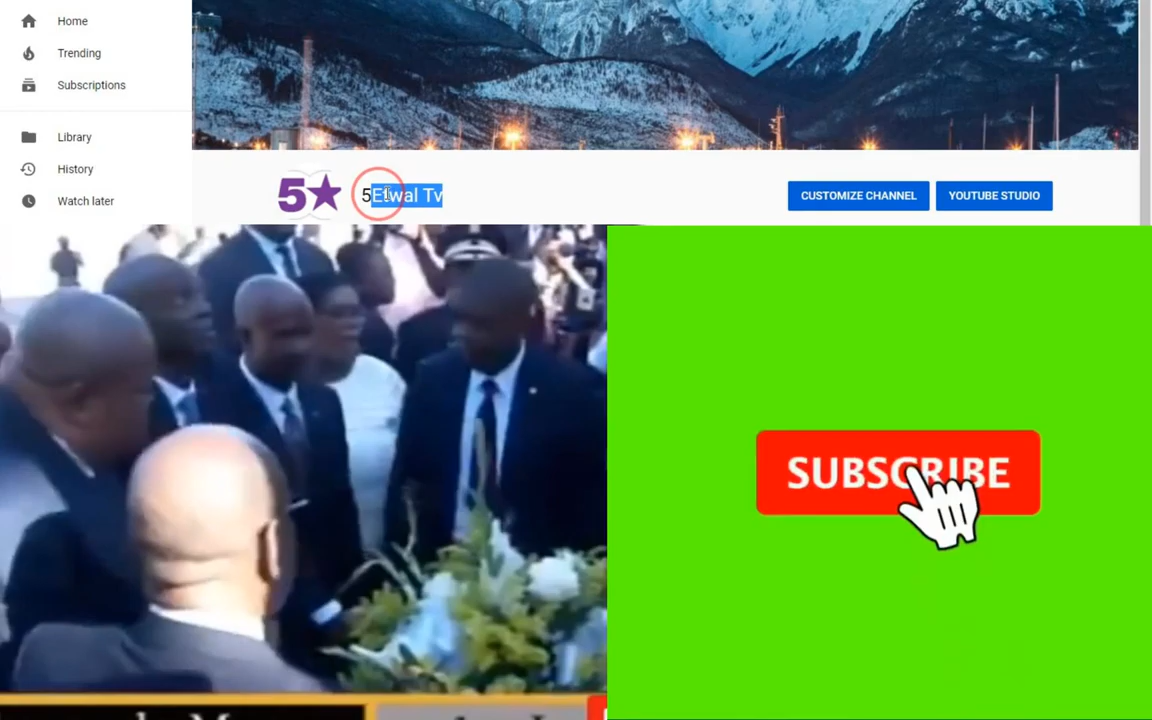 Home
Trending
Subscriptions
Library
History
Watch later
5★
5Etwal Tv
CUSTOMIZE CHANNEL
YOUTUBE STUDIO
SUBSCRIBE